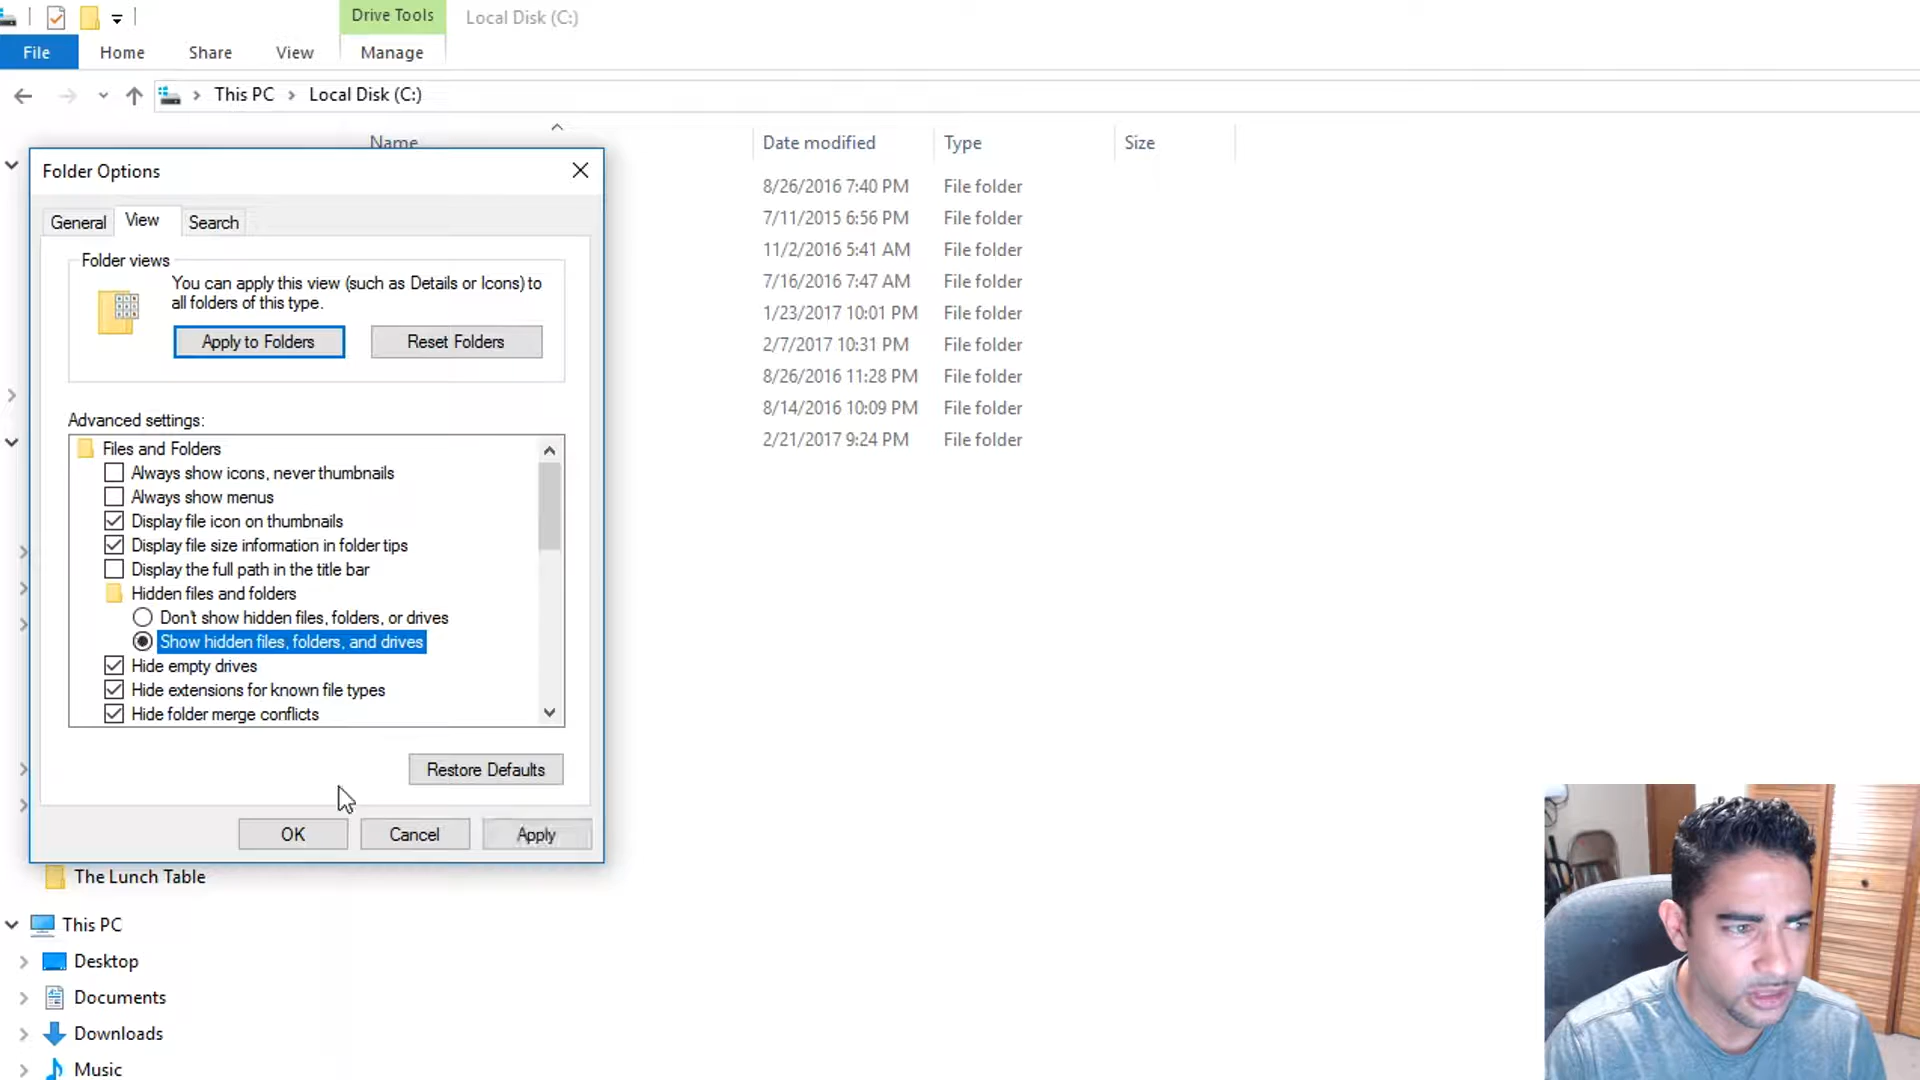 Drive Tools
Local Disk (C:)
File
Home
Share
View
Manage
This PC
Local Disk (C:)
Name
Date modified
Type
Size
8/26/2016 7:40 PM File folder
7/11/2015 6:56 PM File folder
11/2/2016 5:41 AM File folder
7/16/2016 7:47 AM File folder
1/23/2017 10:01 PM File folder
2/7/2017 10:31 PM File folder
8/26/2016 11:28 PM File folder
8/14/2016 10:09 PM File folder
2/21/2017 9:24 PM File folder
Folder Options
General
View
Search
Folder views
You can apply this view (such as Details or Icons) to
all folders of this type.
Apply to Folders
Reset Folders
Advanced settings:
Files and Folders
Always show icons, never thumbnails
Always show menus
Display file icon on thumbnails
Display file size information in folder tips
Display the full path in the title bar
Hidden files and folders
Don't show hidden files, folders, or drives
Show hidden files, folders, and drives
Hide empty drives
Hide extensions for known file types
Hide folder merge conflicts
Restore Defaults
OK
Cancel
Apply
The Lunch Table
This PC
Desktop
Documents
Downloads
Music